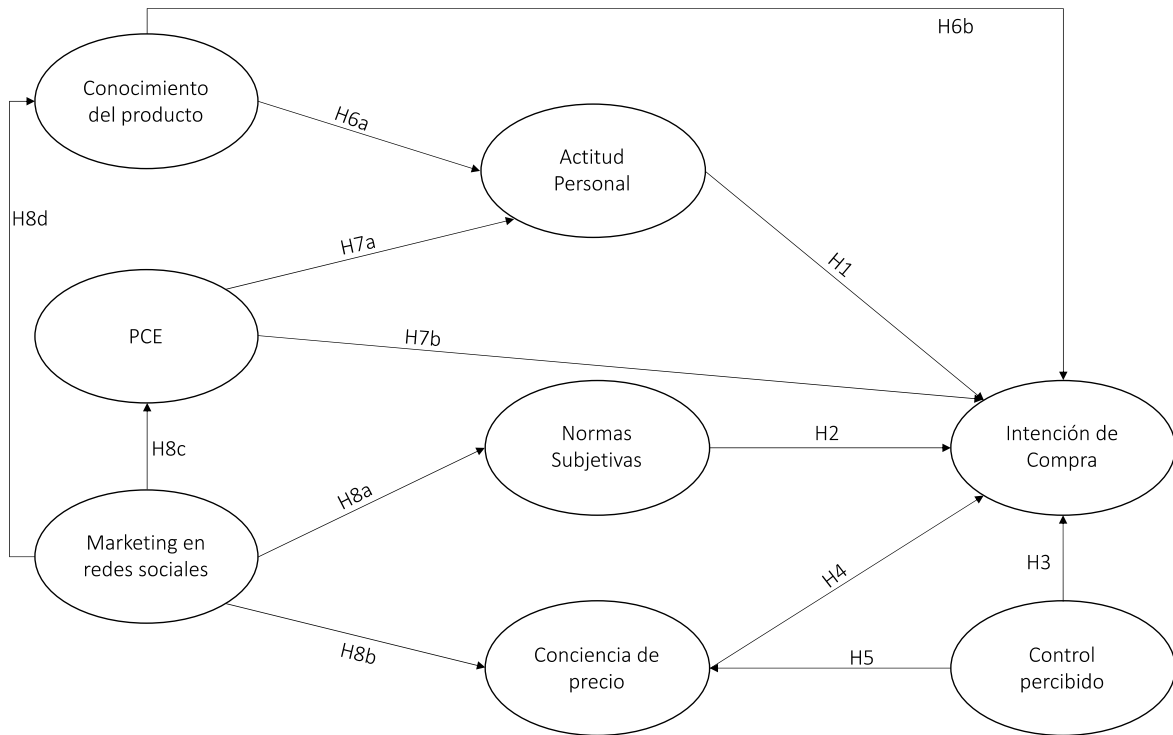 H6b
Conocimiento
del producto
H6a
Actitud
Personal
H8d
H7a
H1
PCE
H7b
Normas
Subjetivas
H2
Intención de
Compra
H8c
H8a
Marketing en
redes sociales
H4
H3
H8b
Conciencia de
precio
H5
Control
percibido